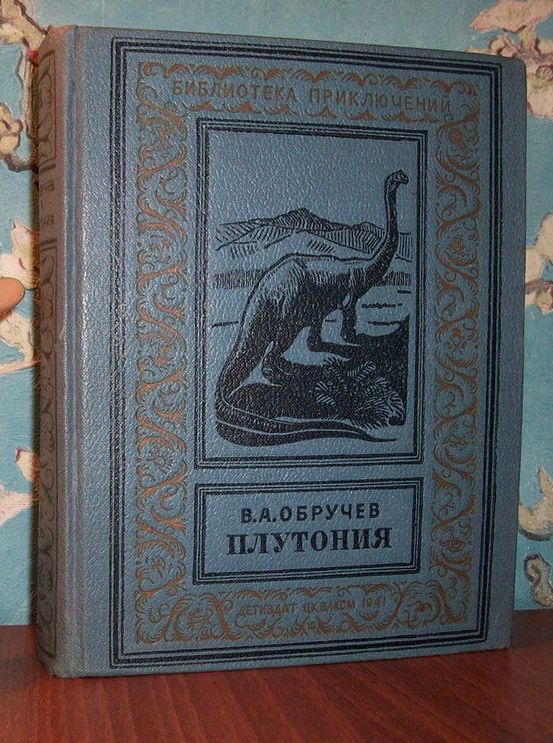 БИБЛИОТЕКА ПРИКЛЮЧЕНИЙ
В.А.ОБРУЧЕВ
ПЛУТОНИЯ
ДЕТИЗДАТ ЦК ВЛКСМ 1941